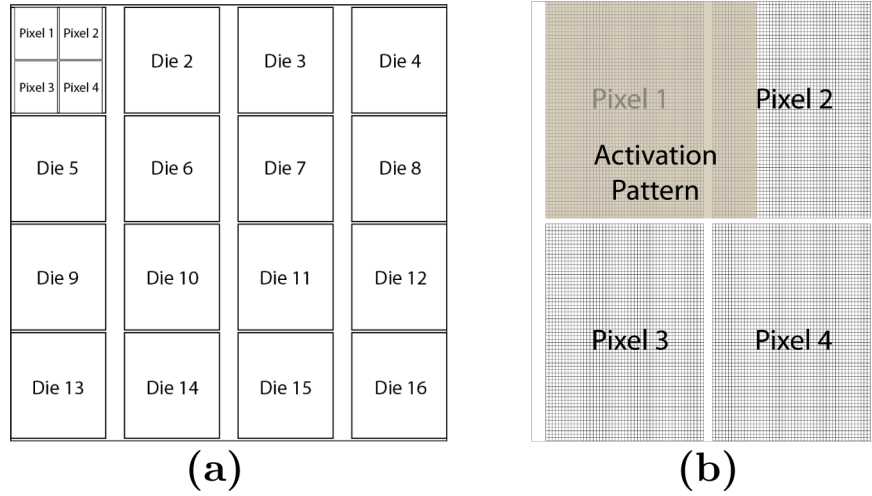 Pixel 1 Pixel 2
Pixel 3 Pixel 4
Die 2
Die 3
Die 4
Die 5
Die 6
Die 7
Die 8
Die 9
Die 10
Die 11
Die 12
Die 13
Die 14
Die 15
Die 16
(a)
Pixel 1
Pixel 2
Activation
Pattern
Pixel 3
Pixel 4
(b)